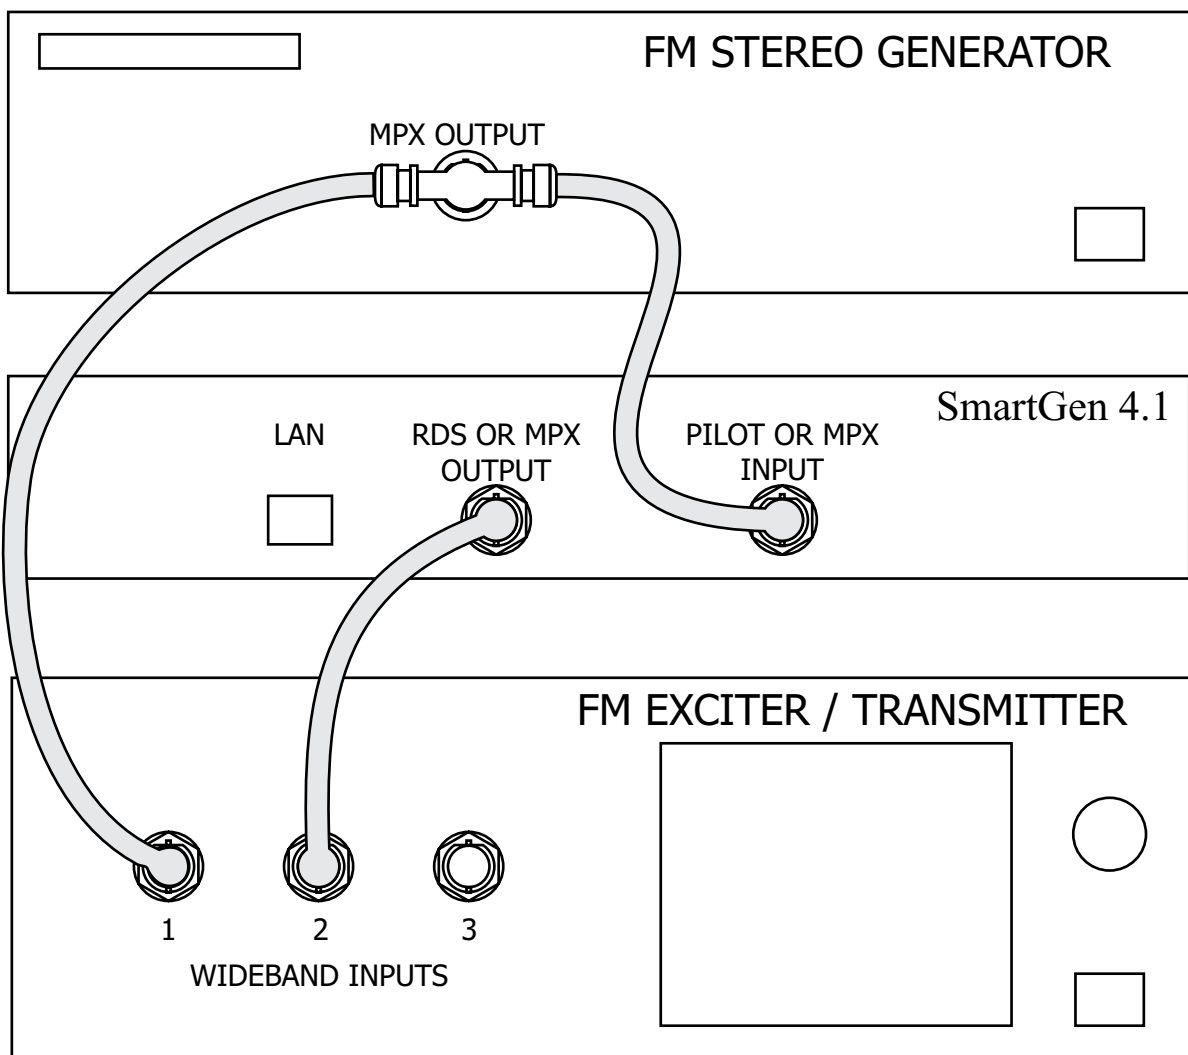 FM STEREO GENERATOR
MPX OUTPUT
SmartGen 4.1
LAN
RDS OR MPX
OUTPUT
PILOT OR MPX
INPUT
FM EXCITER / TRANSMITTER
1
2
3
WIDEBAND INPUTS